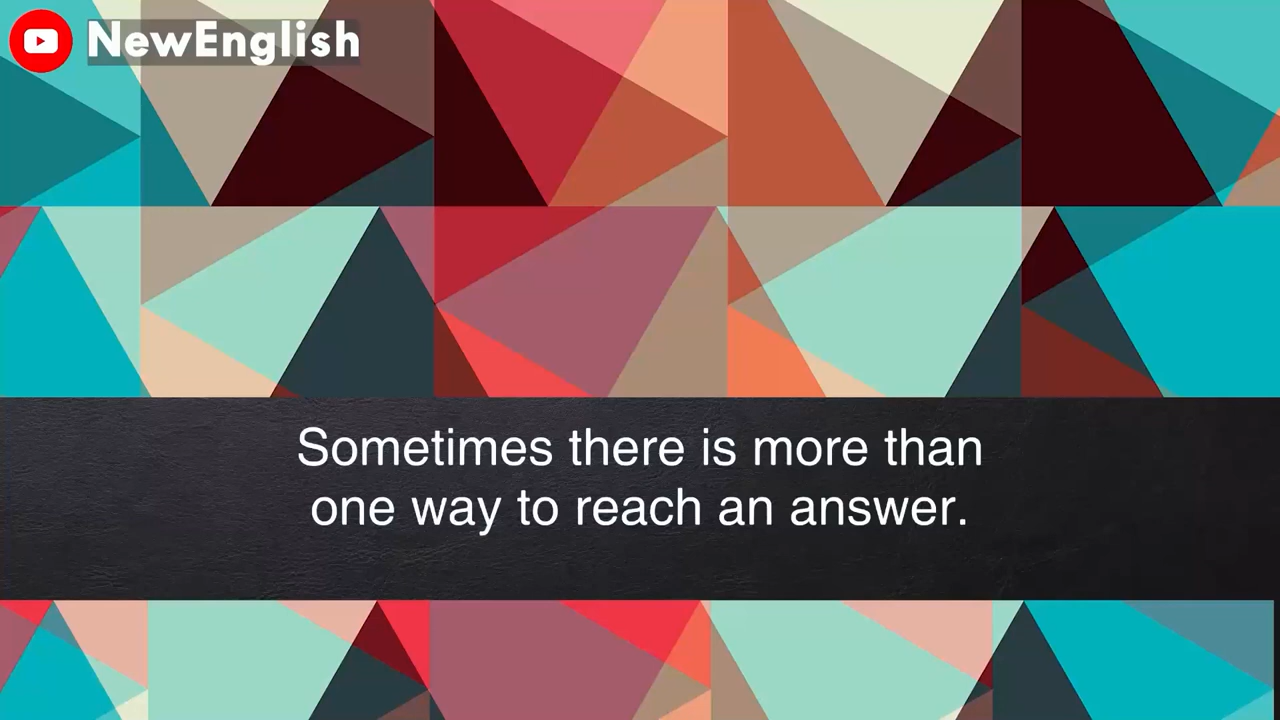 NewEnglish
Sometimes there is more than
one way to reach an answer.